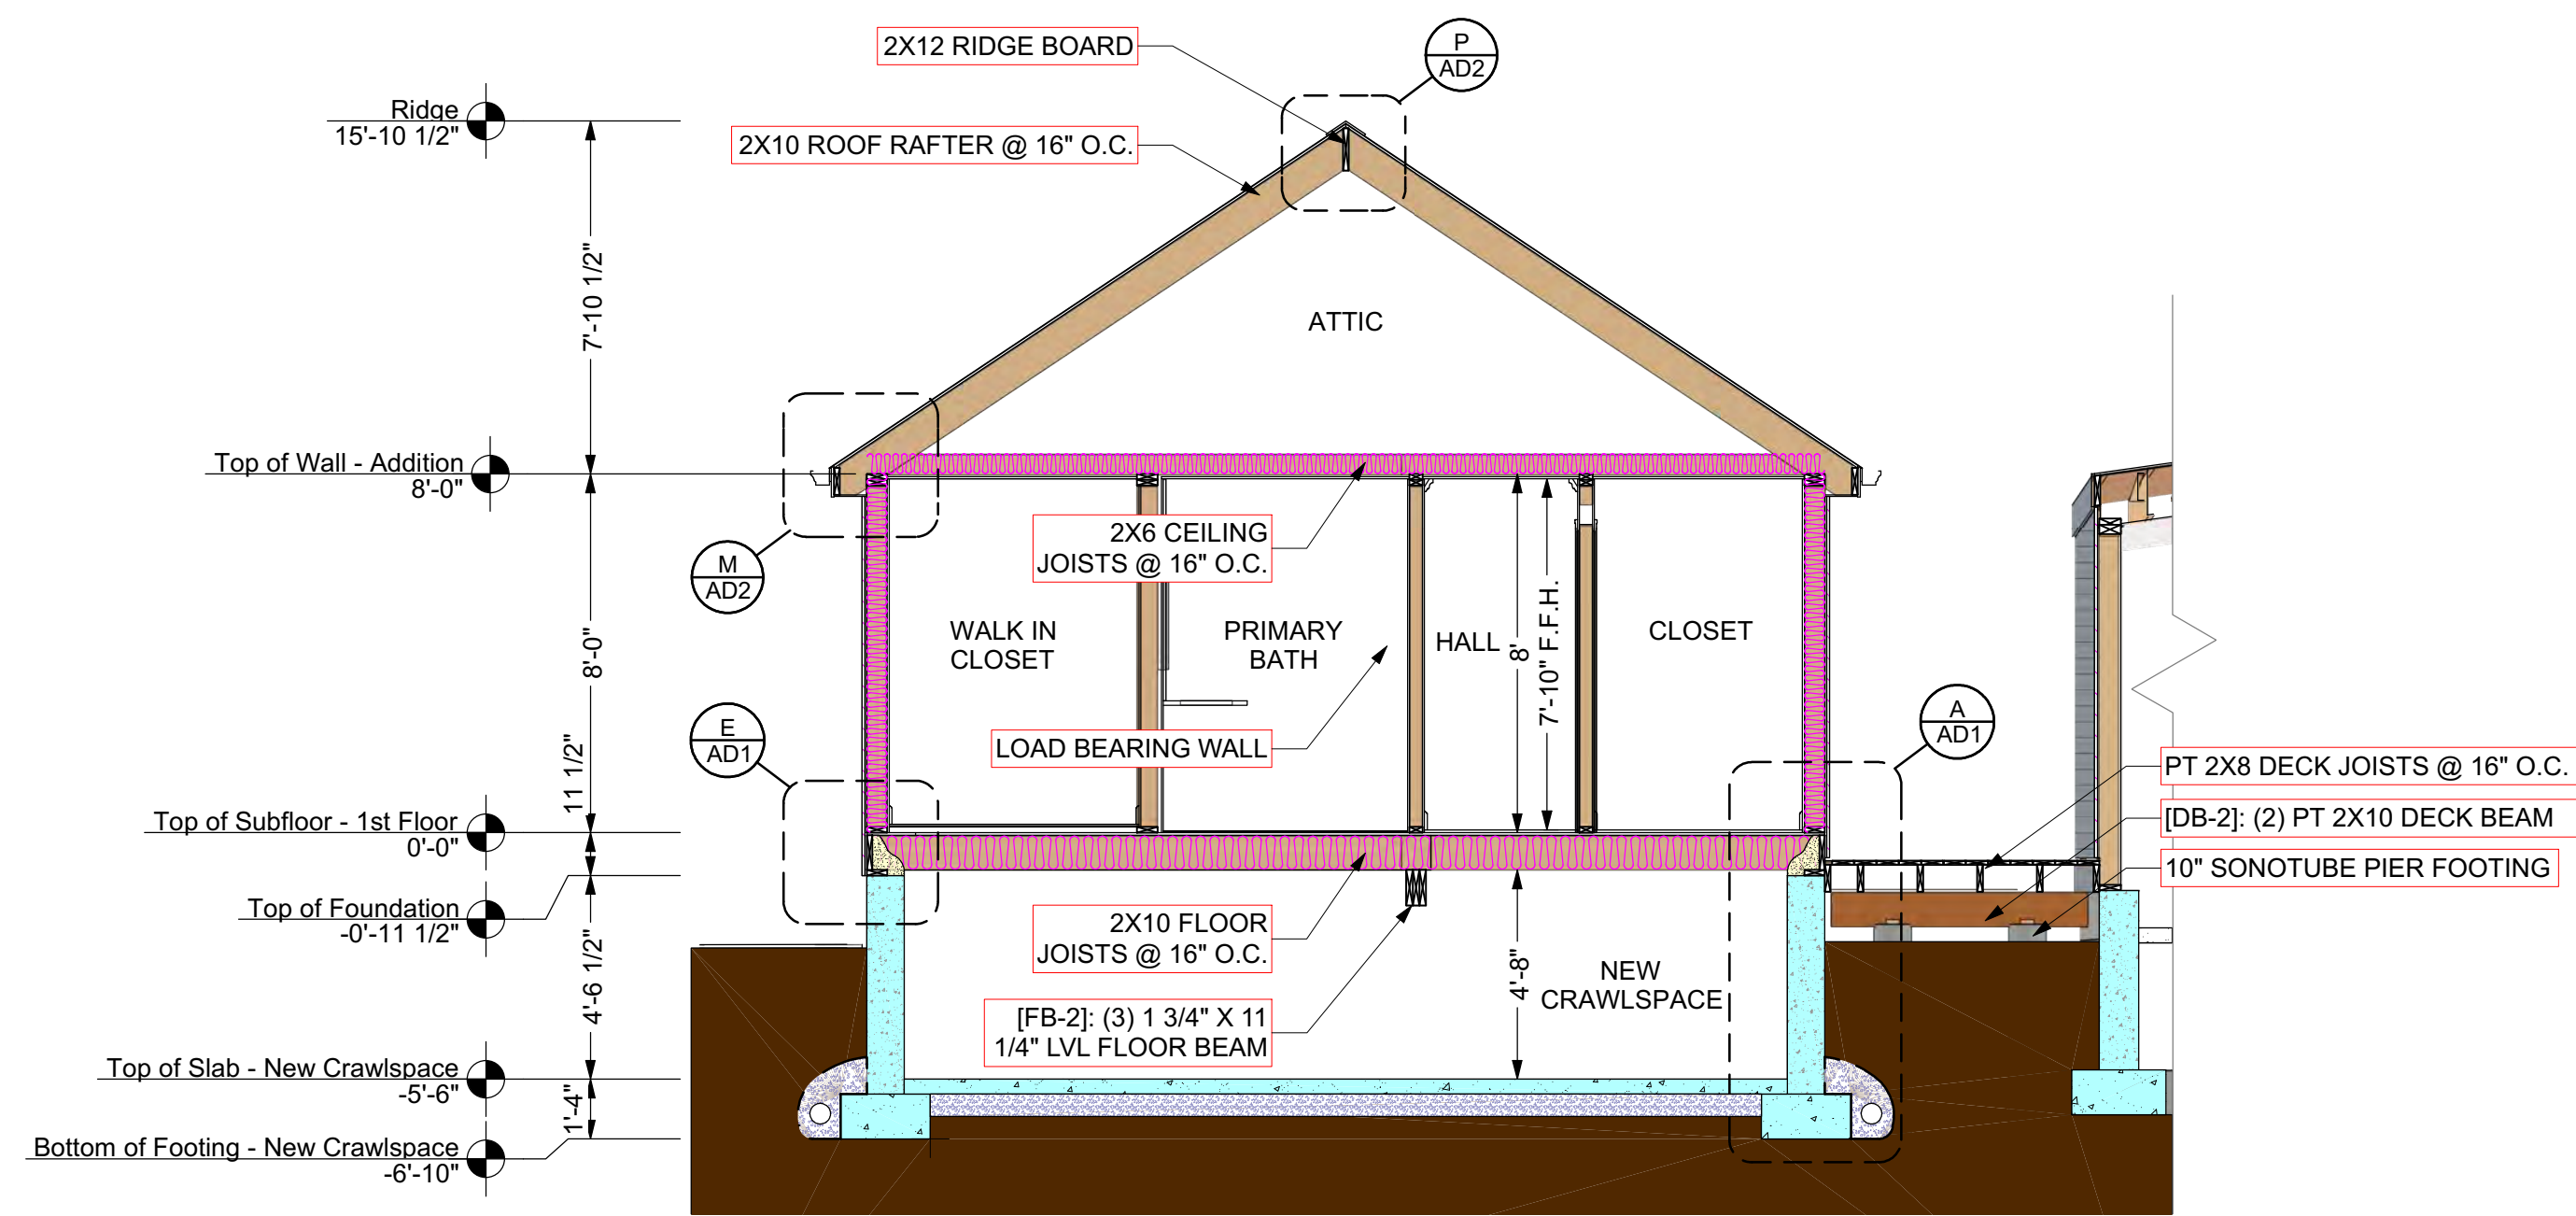 2X12 RIDGE BOARD
P
AD2
Ridge
15'-10 1/2"
2X10 ROOF RAFTER @ 16" O.C.
7'-10 1/2"
ATTIC
Top of Wall - Addition
8'-0"
M
AD2
2X6 CEILING
JOISTS @ 16" O.C.
8'-0"
WALK IN
CLOSET
PRIMARY
BATH
HALL
8'
7'-10" F.F.H.
CLOSET
LOAD BEARING WALL
E
AD1
A
AD1
11 1/2"
PT 2X8 DECK JOISTS @ 16" O.C.
[DB-2]: (2) PT 2X10 DECK BEAM
10" SONOTUBE PIER FOOTING
Top of Subfloor - 1st Floor
0'-0"
Top of Foundation
-0'-11 1/2"
2X10 FLOOR
JOISTS @ 16" O.C.
4'-6 1/2"
4'-8"
NEW
CRAWLSPACE
[FB-2]: (3) 1 3/4" X 11
1/4" LVL FLOOR BEAM
Top of Slab - New Crawlspace
-5'-6"
1'-4"
Bottom of Footing - New Crawlspace
-6'-10"